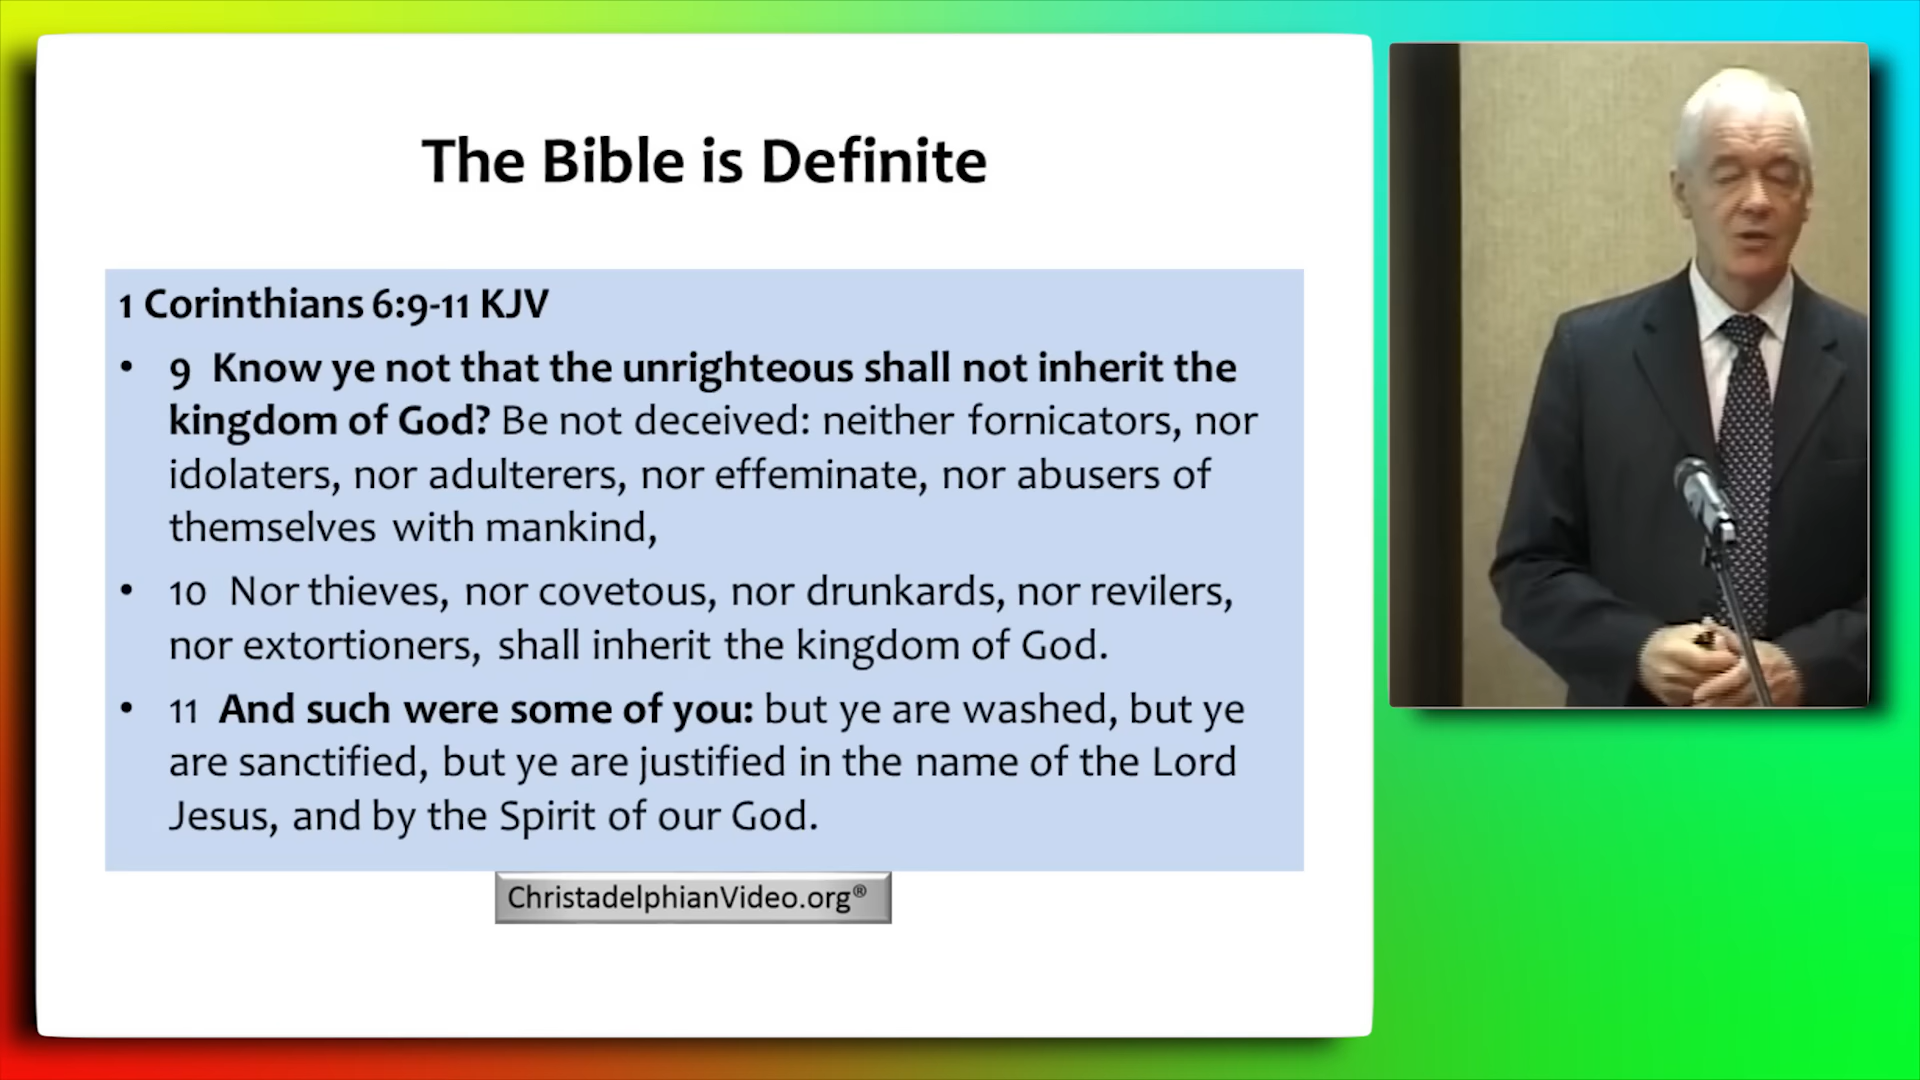 The Bible is Definite
1 Corinthians 6:9-11 KJV
• 9 Know ye not that the unrighteous shall not inherit the
kingdom of God? Be not deceived: neither fornicators, nor
idolaters, nor adulterers, nor effeminate, nor abusers of
themselves with mankind,
• 10 Nor thieves, nor covetous, nor drunkards, nor revilers,
nor extortioners, shall inherit the kingdom of God.
• 11 And such were some of you: but ye are washed, but ye
are sanctified, but ye are justified in the name of the Lord
Jesus, and by the Spirit of our God.
ChristadelphianVideo.org®